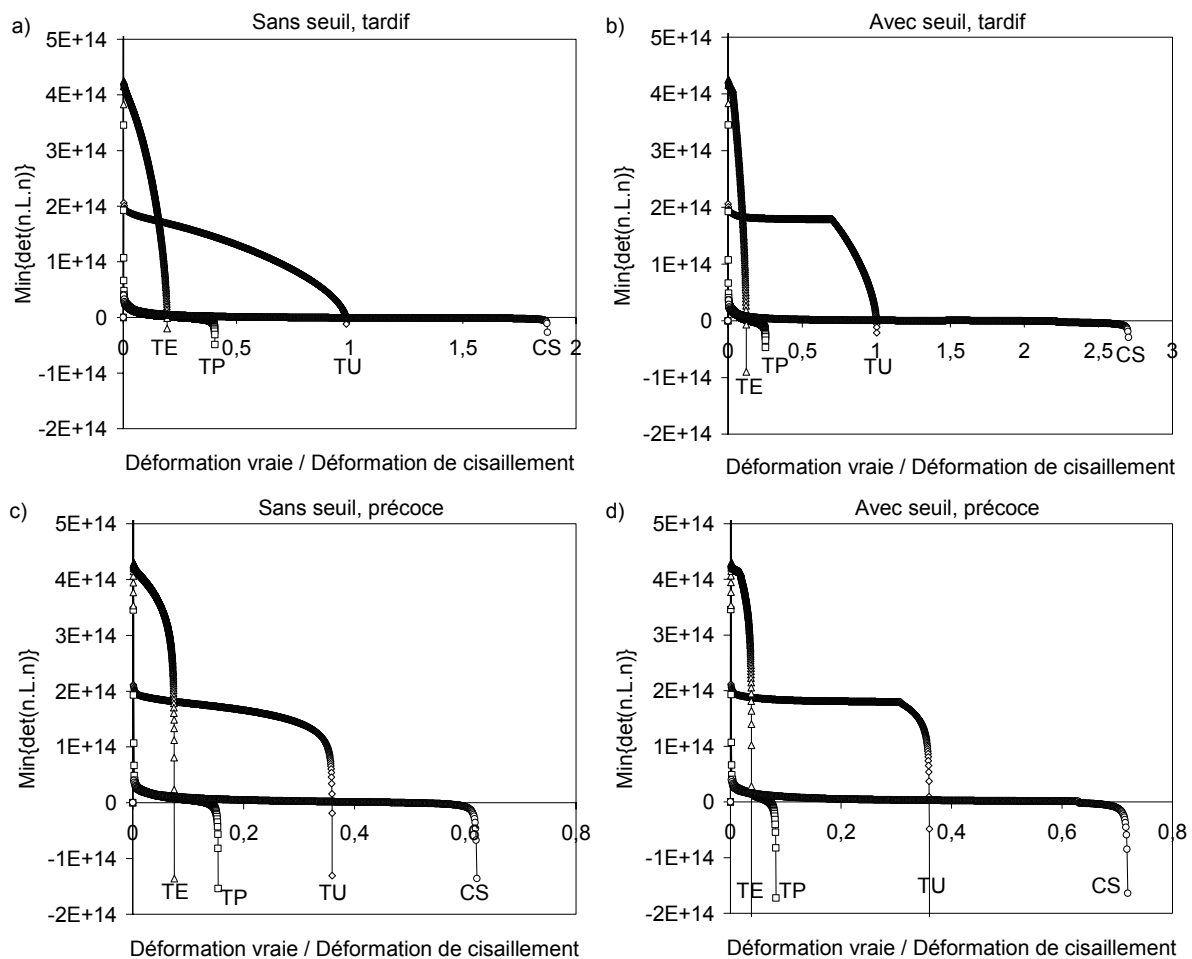 a) Sans seuil, tardif
5E+14
4E+14
3E+14
2E+14
1E+14
0
-1E+14
-2E+14
Min{det(n.L.n)}
0 0,5 1 1,5 2
TE TP TU CS
Déformation vraie / Déformation de cisaillement
b) Avec seuil, tardif
5E+14
4E+14
3E+14
2E+14
1E+14
0
-1E+14
-2E+14
Min{det(n.L.n)}
0 0,5 1 1,5 2 2,5 3
TE TP TU CS
Déformation vraie / Déformation de cisaillement
c) Sans seuil, précoce
5E+14
4E+14
3E+14
2E+14
1E+14
0
-1E+14
-2E+14
Min{det(n.L.n)}
0 0,2 0,4 0,6 0,8
TE TP TU CS
Déformation vraie / Déformation de cisaillement
d) Avec seuil, précoce
5E+14
4E+14
3E+14
2E+14
1E+14
0
-1E+14
-2E+14
Min{det(n.L.n)}
0 0,2 0,4 0,6 0,8
TE TP TU CS
Déformation vraie / Déformation de cisaillement